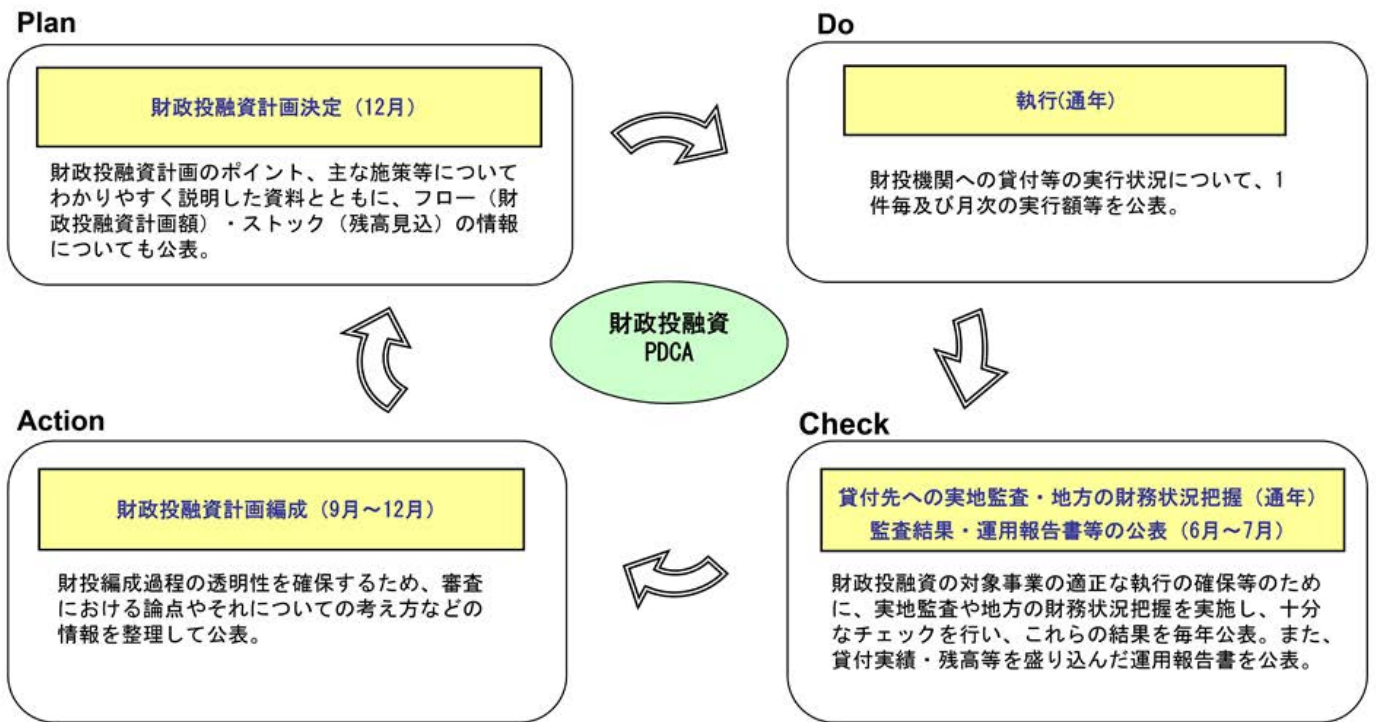 Plan
財政投融資計画決定（12月）
財政投融資計画のポイント、主な施策等について
わかりやすく説明した資料とともに、フロー（財
政投融資計画額）・ストック（残高見込）の情報
についても公表。
Do
執行(通年)
財投機関への貸付等の実行状況について、1
件毎及び月次の実行額等を公表。
財政投融資
PDCA
Action
財政投融資計画編成（9月～12月）
財投編成過程の透明性を確保するため、審査
における論点やそれについての考え方などの
情報を整理して公表。
Check
貸付先への実地監査・地方の財務状況把握（通年）
監査結果・運用報告書等の公表（6月～7月）
財政投融資の対象事業の適正な執行の確保等のため
に、実地監査や地方の財務状況把握を実施し、十分
なチェックを行い、これらの結果を毎年公表。また、
貸付実績・残高等を盛り込んだ運用報告書を公表。